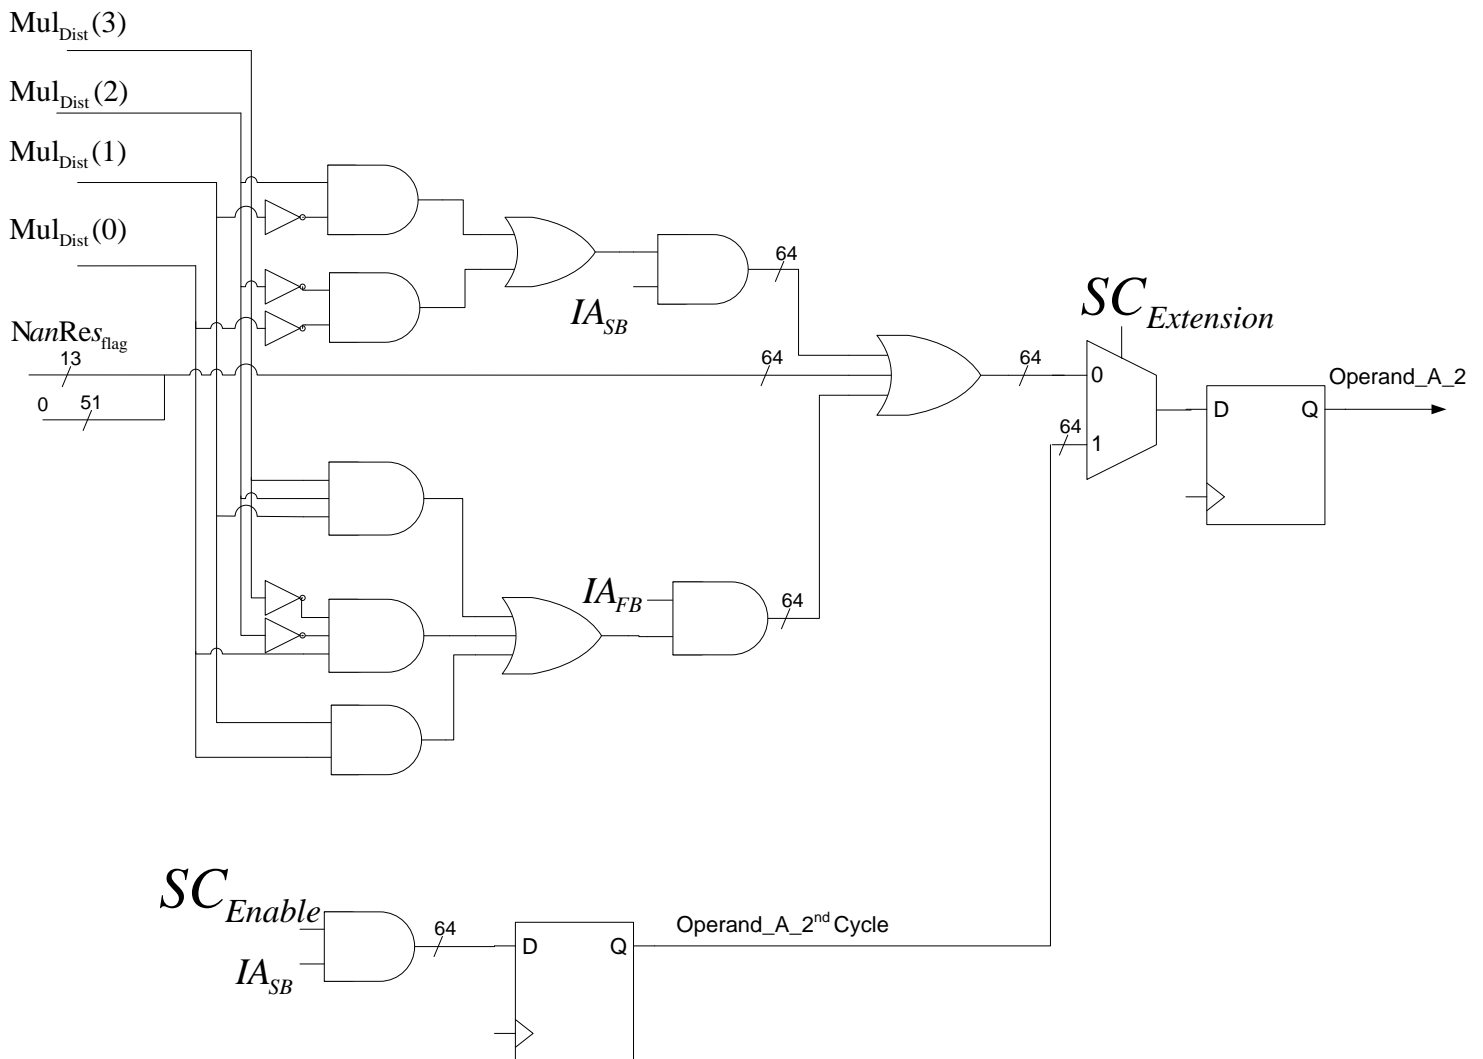 Mul_Dist(3)
Mul_Dist(2)
Mul_Dist(1)
Mul_Dist(0)
NanRes_flag
13
0 51
IA_SB
64
64
64
SC_Extension
0
1
64
D Q
Operand_A_2
IA_FB
64
SC_Enable
IA_SB
64
D Q
Operand_A_2nd Cycle